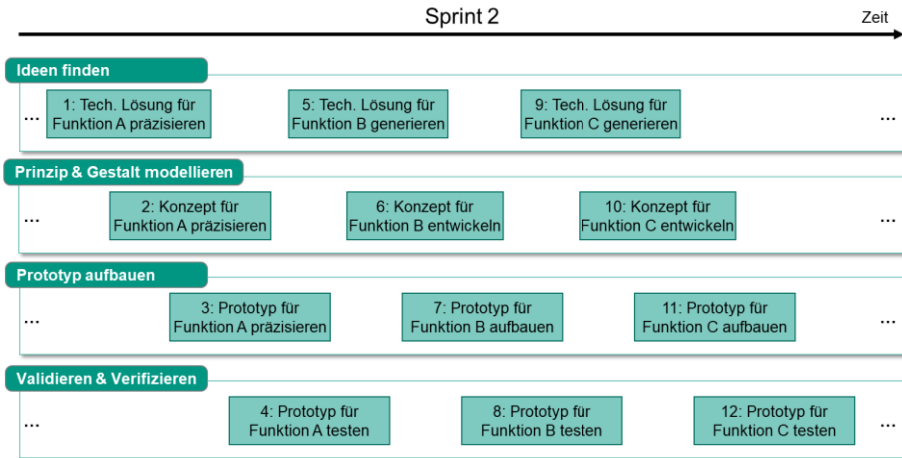 Sprint 2
Zeit
Ideen finden
...
1: Tech. Lösung für
Funktion A präzisieren
5: Tech. Lösung für
Funktion B generieren
9: Tech. Lösung für
Funktion C generieren
...
Prinzip & Gestalt modellieren
...
2: Konzept für
Funktion A präzisieren
6: Konzept für
Funktion B entwickeln
10: Konzept für
Funktion C entwickeln
...
Prototyp aufbauen
...
3: Prototyp für
Funktion A präzisieren
7: Prototyp für
Funktion B aufbauen
11: Prototyp für
Funktion C aufbauen
...
Validieren & Verifizieren
...
4: Prototyp für
Funktion A testen
8: Prototyp für
Funktion B testen
12: Prototyp für
Funktion C testen
...